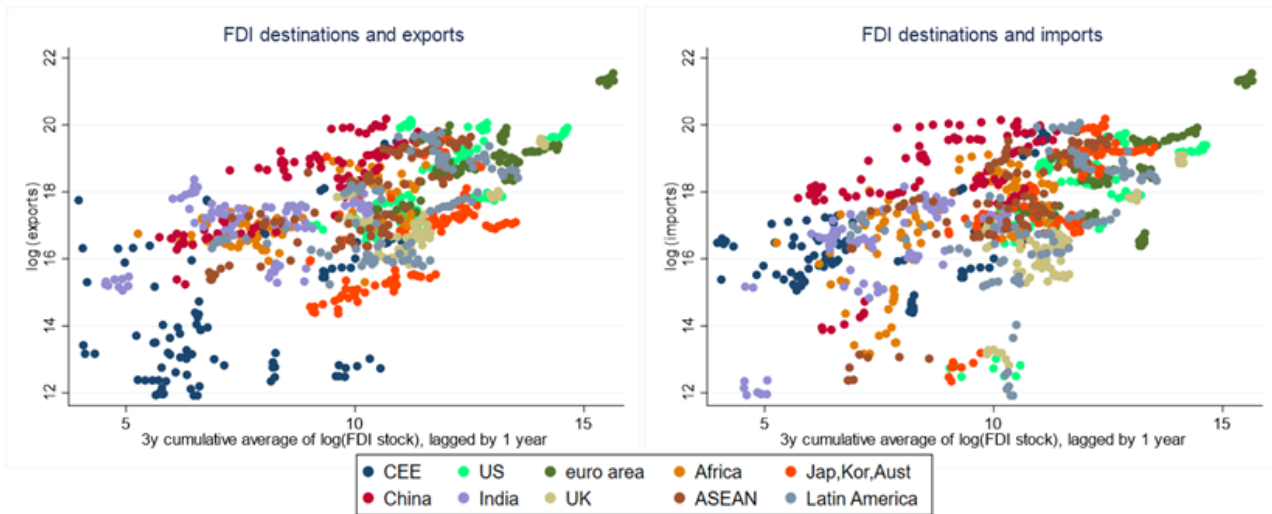 FDI destinations and exports
22
20
18
16
14
12
log (exports)
5 10 15
3y cumulative average of log(FDI stock), lagged by 1 year
FDI destinations and imports
22
20
18
16
14
12
log (imports)
5 10 15
3y cumulative average of log(FDI stock), lagged by 1 year
CEE US euro area Africa Jap,Kor,Aust
China India UK ASEAN Latin America